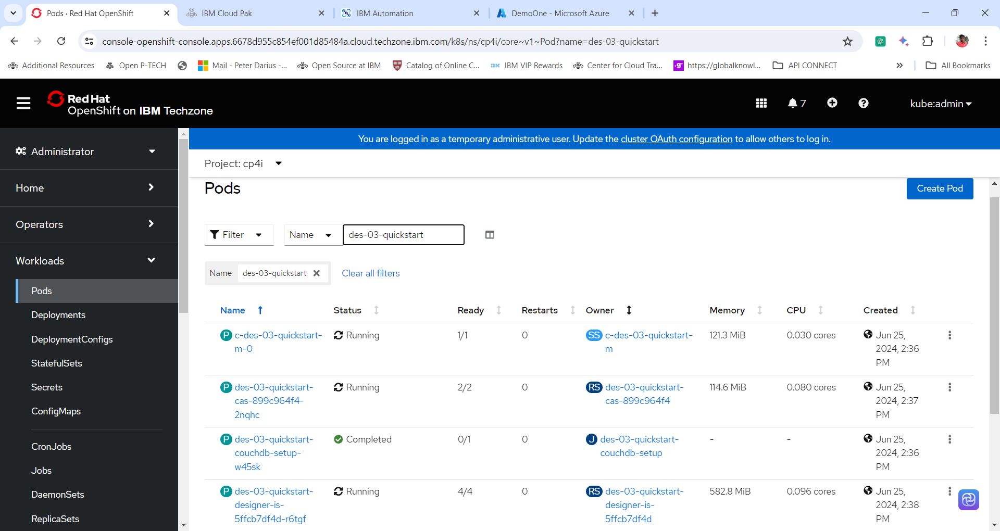 Pods · Red Hat OpenShift
IBM Cloud Pak
IBM Automation
DemoOne - Microsoft Azure
console-openshift-console.apps.6678d955c854ef001d85484a.cloud.techzone.ibm.com/k8s/ns/cp4i/core~v1~Pod?name=des-03-quickstart
Additional Resources
Open P-TECH
Mail - Peter Darius -...
Open Source at IBM
Catalog of Online C...
IBM VIP Rewards
Center for Cloud Tra...
https://globalknowl...
API CONNECT
All Bookmarks
Red Hat
OpenShift on IBM Techzone
7
kube:admin
You are logged in as a temporary administrative user. Update the cluster OAuth configuration to allow others to log in.
Administrator
Home
Operators
Workloads
Pods
Deployments
DeploymentConfigs
StatefulSets
Secrets
ConfigMaps
CronJobs
Jobs
DaemonSets
ReplicaSets
Project: cp4i
Pods
Create Pod
Filter
Name
des-03-quickstart
Name
des-03-quickstart
Clear all filters
Name Status Ready Restarts Owner Memory CPU Created
P c-des-03-quickstart- Running 1/1 0 SS c-des-03-quickstart- 121.3 MiB 0.030 cores Jun 25,
m-0 m 2024, 2:36
PM
P des-03-quickstart- Running 2/2 0 RS des-03-quickstart- 114.6 MiB 0.080 cores Jun 25,
cas-899c964f4- cas-899c964f4 2024, 2:37
2nqhc PM
P des-03-quickstart- Completed 0/1 0 J des-03-quickstart- - - Jun 25,
couchdb-setup- couchdb-setup 2024, 2:36
w45sk PM
P des-03-quickstart- Running 4/4 0 RS des-03-quickstart- 582.8 MiB 0.096 cores Jun 25,
designer-is- designer-is- 2024, 2:38
5ffcb7df4d-r6tgf 5ffcb7df4d PM